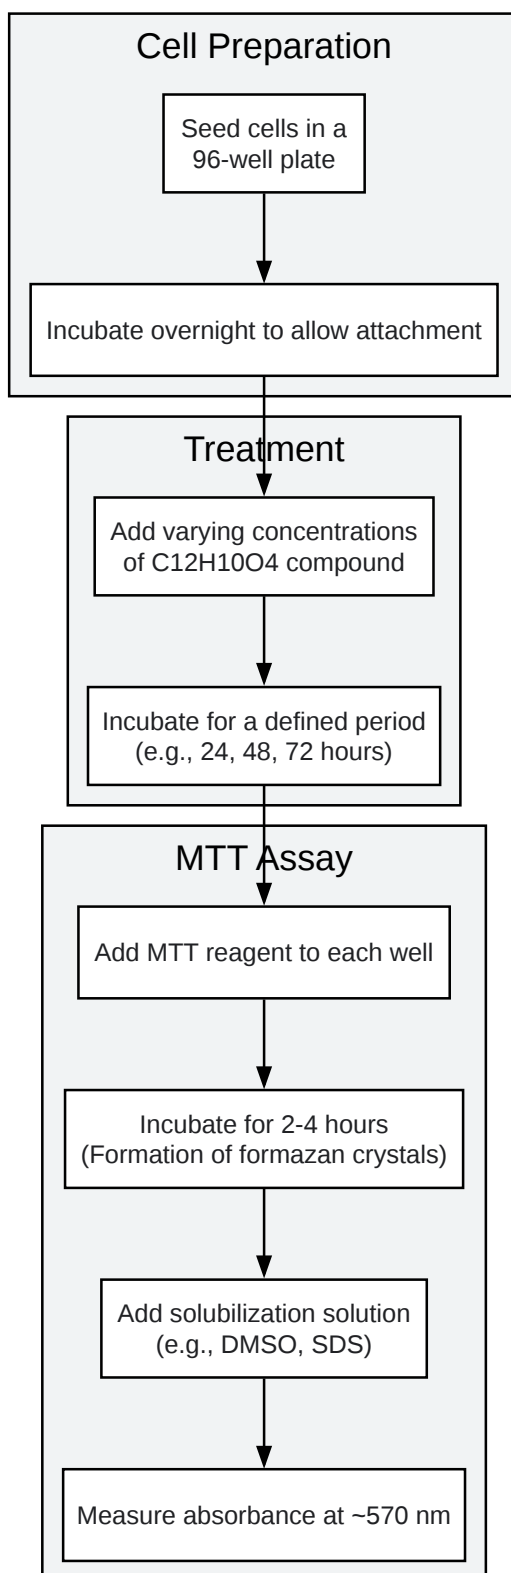 Cell Preparation
Seed cells in a
96-well plate
Incubate overnight to allow attachment
Treatment
Add varying concentrations
of C12H10O4 compound
Incubate for a defined period
(e.g., 24, 48, 72 hours)
MTT Assay
Add MTT reagent to each well
Incubate for 2-4 hours
(Formation of formazan crystals)
Add solubilization solution
(e.g., DMSO, SDS)
Measure absorbance at ~570 nm